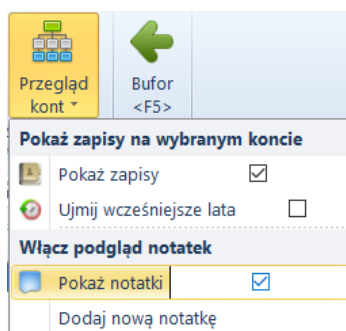 Przegląd
kont
Bufor
<F5>
Pokaż zapisy na wybranym koncie
Pokaż zapisy
Ujmij wcześniejsze lata
Włącz podgląd notatek
Pokaż notatki
Dodaj nową notatkę